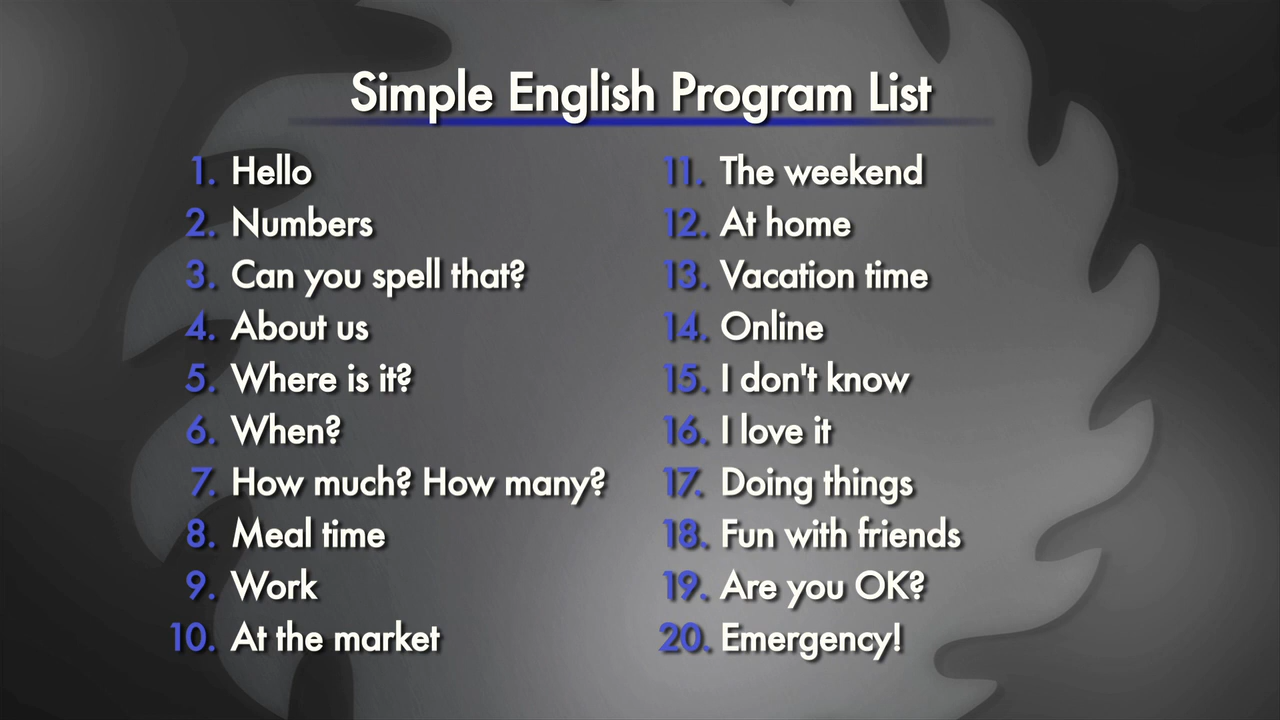 Simple English Program List
1. Hello
2. Numbers
3. Can you spell that?
4. About us
5. Where is it?
6. When?
7. How much? How many?
8. Meal time
9. Work
10. At the market
11. The weekend
12. At home
13. Vacation time
14. Online
15. I don't know
16. I love it
17. Doing things
18. Fun with friends
19. Are you OK?
20. Emergency!